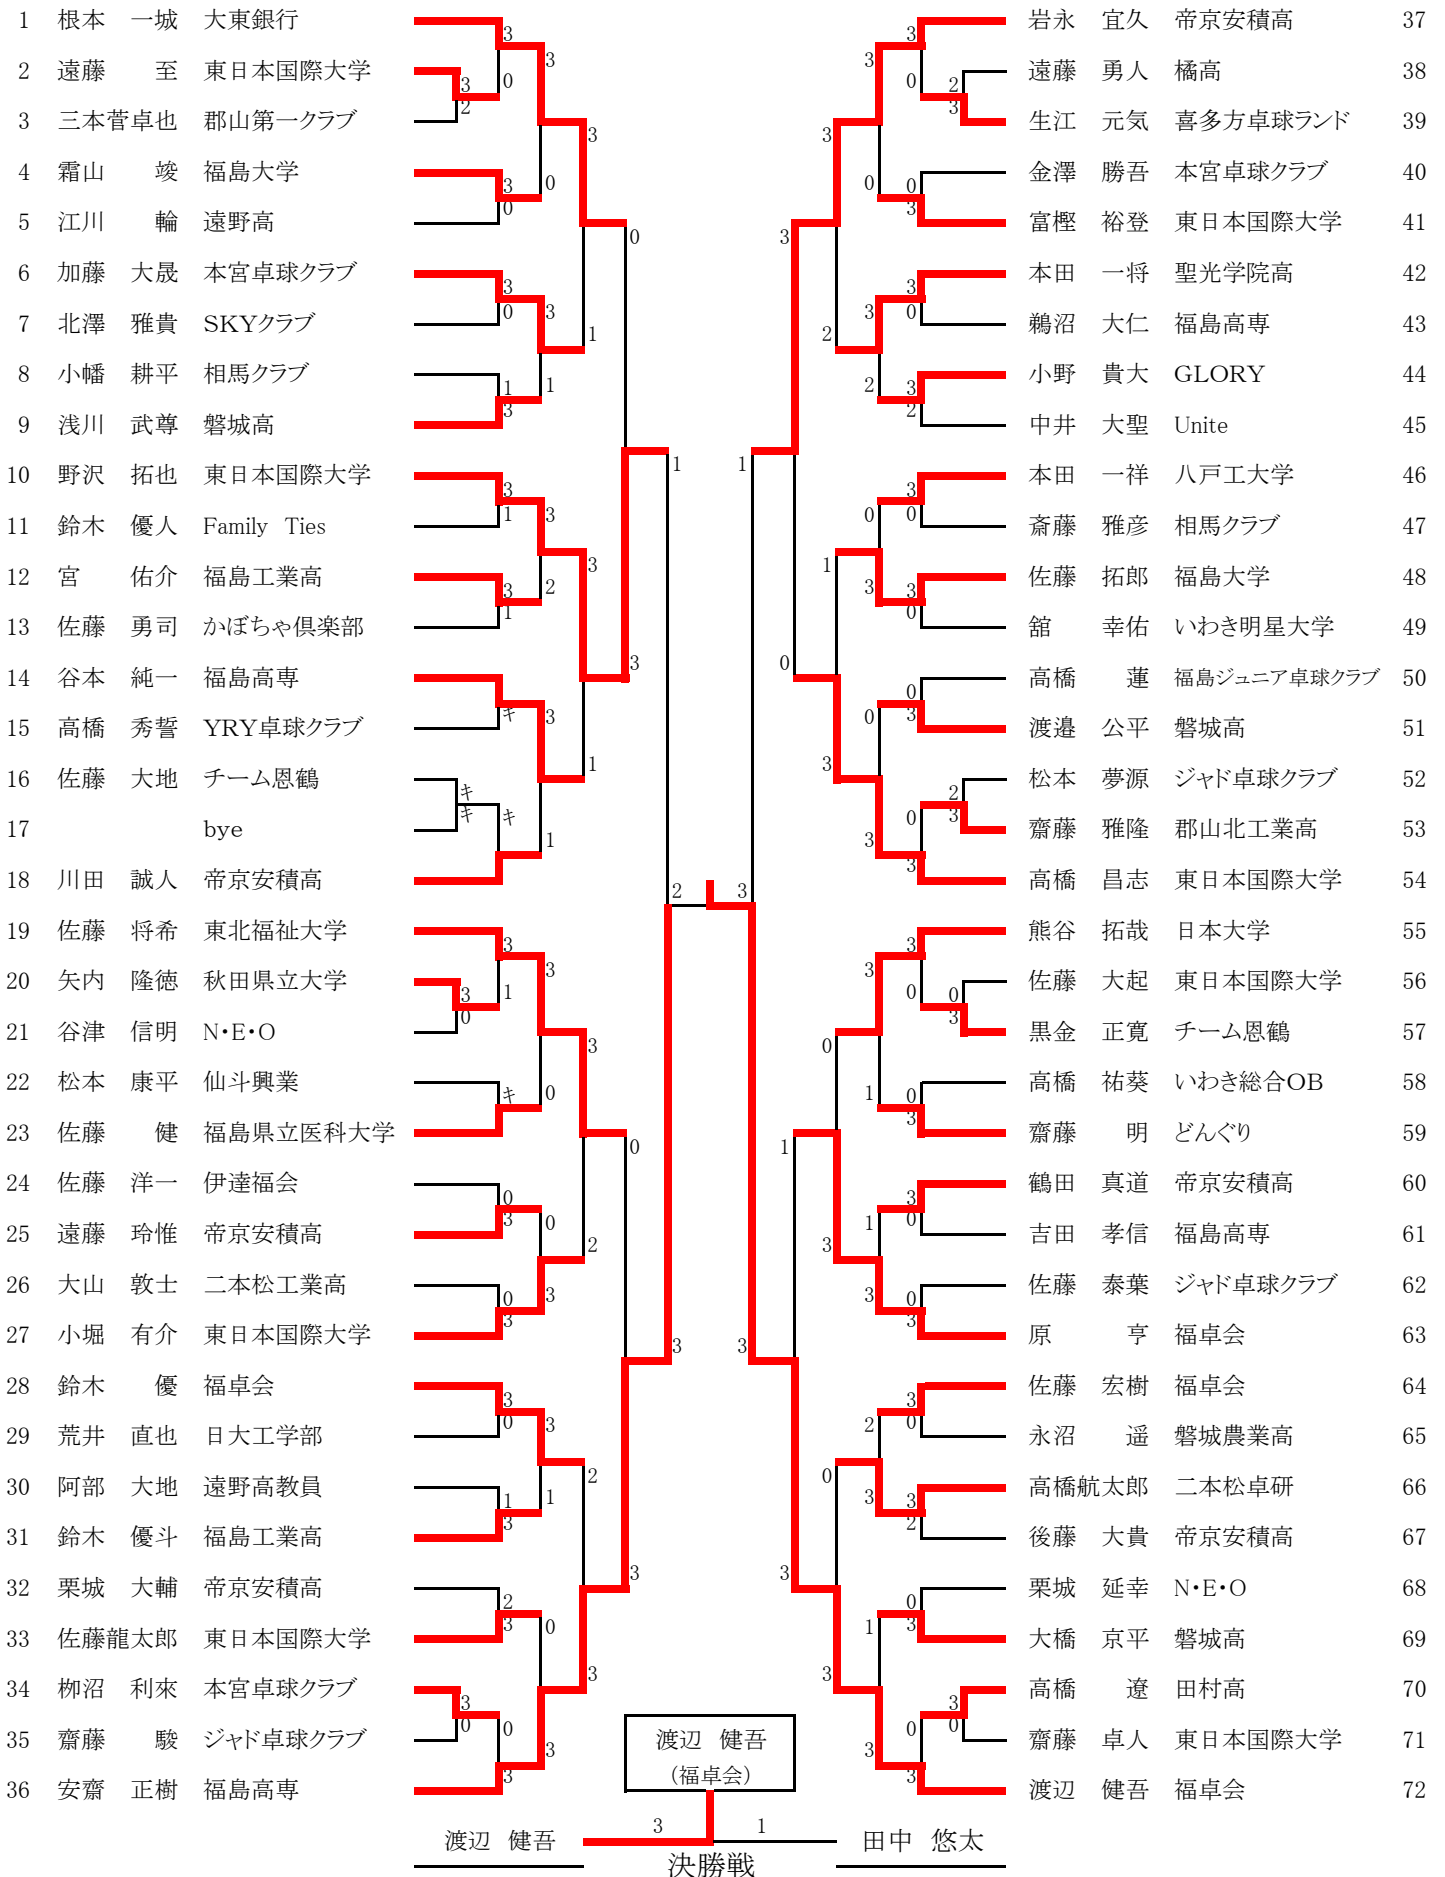 1 根本 一城 大東銀行
2 遠藤 至 東日本国際大学
3 三本菅卓也 郡山第一クラブ
4 霜山 竣 福島大学
5 江川 輪 遠野高
6 加藤 大晟 本宮卓球クラブ
7 北澤 雅貴 SKYクラブ
8 小幡 耕平 相馬クラブ
9 浅川 武尊 磐城高
10 野沢 拓也 東日本国際大学
11 鈴木 優人 Family Ties
12 宮 佑介 福島工業高
13 佐藤 勇司 かぼちゃ倶楽部
14 谷本 純一 福島高専
15 高橋 秀誓 YRY卓球クラブ
16 佐藤 大地 チーム恩鶴
17 bye
18 川田 誠人 帝京安積高
19 佐藤 将希 東北福祉大学
20 矢内 隆徳 秋田県立大学
21 谷津 信明 N・E・O
22 松本 康平 仙斗興業
23 佐藤 健 福島県立医科大学
24 佐藤 洋一 伊達福会
25 遠藤 玲惟 帝京安積高
26 大山 敦士 二本松工業高
27 小堀 有介 東日本国際大学
28 鈴木 優 福卓会
29 荒井 直也 日大工学部
30 阿部 大地 遠野高教員
31 鈴木 優斗 福島工業高
32 栗城 大輔 帝京安積高
33 佐藤龍太郎 東日本国際大学
34 栁沼 利來 本宮卓球クラブ
35 齋藤 駿 ジャド卓球クラブ
36 安齋 正樹 福島高専
岩永 宜久 帝京安積高 37
遠藤 勇人 橘高 38
生江 元気 喜多方卓球ランド 39
金澤 勝吾 本宮卓球クラブ 40
富樫 裕登 東日本国際大学 41
本田 一将 聖光学院高 42
鵜沼 大仁 福島高専 43
小野 貴大 GLORY 44
中井 大聖 Unite 45
本田 一祥 八戸工大学 46
斎藤 雅彦 相馬クラブ 47
佐藤 拓郎 福島大学 48
舘 幸佑 いわき明星大学 49
高橋 蓮 福島ジュニア卓球クラブ 50
渡邉 公平 磐城高 51
松本 夢源 ジャド卓球クラブ 52
齋藤 雅隆 郡山北工業高 53
高橋 昌志 東日本国際大学 54
熊谷 拓哉 日本大学 55
佐藤 大起 東日本国際大学 56
黒金 正寛 チーム恩鶴 57
高橋 祐葵 いわき総合OB 58
齋藤 明 どんぐり 59
鶴田 真道 帝京安積高 60
吉田 孝信 福島高専 61
佐藤 泰葉 ジャド卓球クラブ 62
原 亨 福卓会 63
佐藤 宏樹 福卓会 64
永沼 遥 磐城農業高 65
高橋航太郎 二本松卓研 66
後藤 大貴 帝京安積高 67
栗城 延幸 N・E・O 68
大橋 京平 磐城高 69
高橋 遼 田村高 70
齋藤 卓人 東日本国際大学 71
渡辺 健吾 福卓会 72
渡辺 健吾
(福卓会)
3 1
渡辺 健吾 田中 悠太
決勝戦